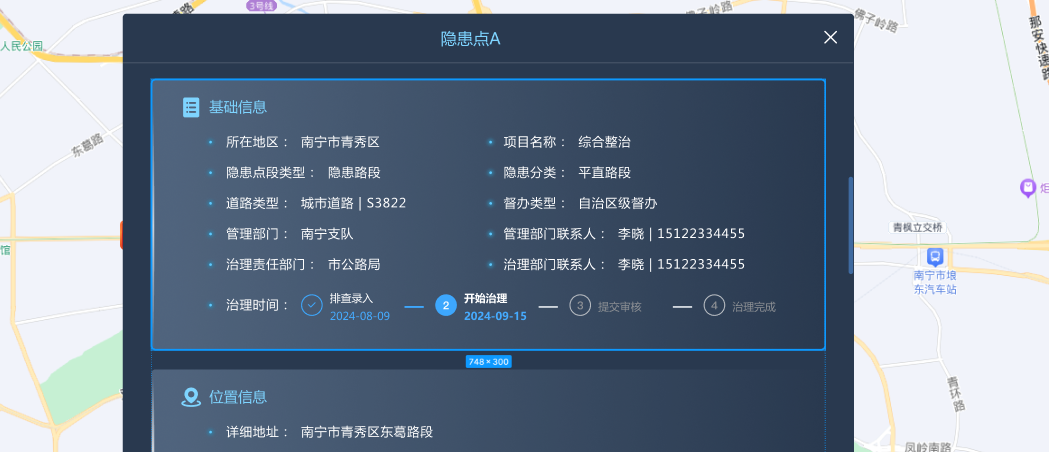 3号线
佛子岭路
佛子岭路
那安快速路
人民公园
东葛路
馆
隐患点A
基础信息
所在地区： 南宁市青秀区
项目名称： 综合整治
隐患点段类型： 隐患路段
隐患分类： 平直路段
道路类型： 城市道路 | S3822
督办类型： 自治区级督办
管理部门： 南宁支队
管理部门联系人： 李晓 | 15122334455
治理责任部门： 市公路局
治理部门联系人： 李晓 | 15122334455
治理时间：
排查录入
2024-08-09
2
开始治理
2024-09-15
3
提交审核
4
治理完成
748 × 300
位置信息
详细地址： 南宁市青秀区东葛路段
青枫立交桥
南宁市埌
东汽车站
青环路
凤岭南路